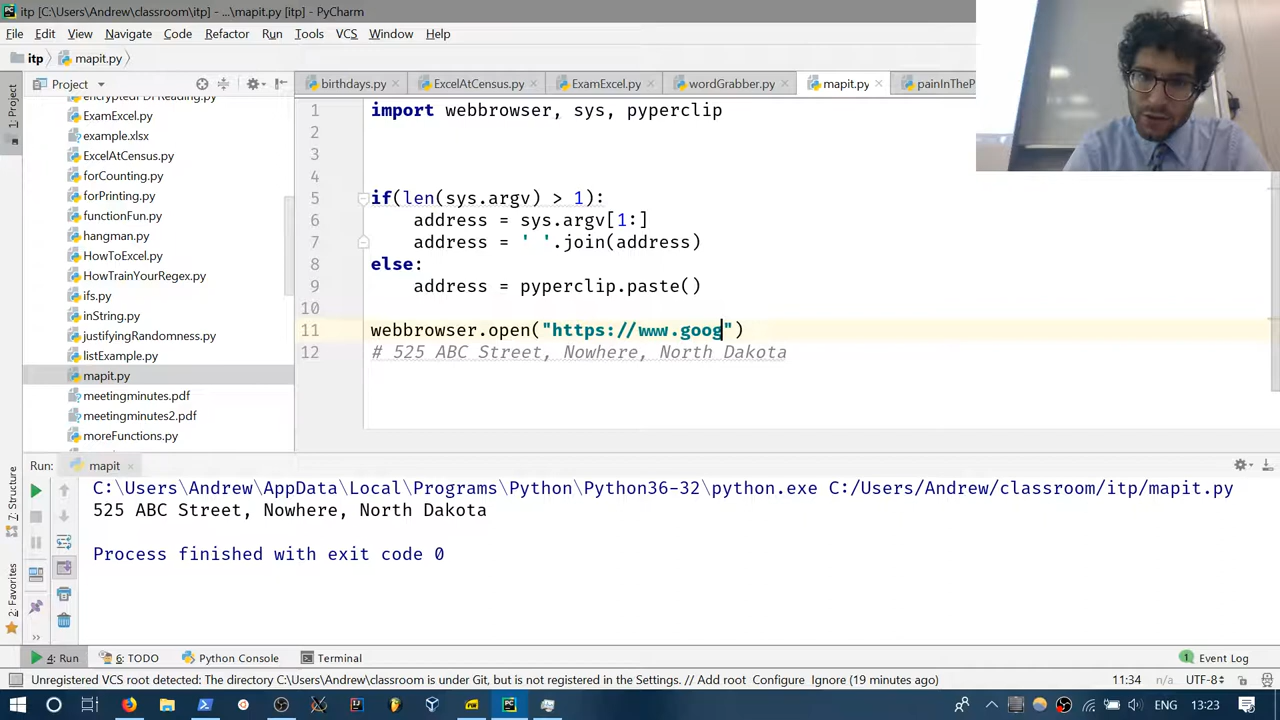 itp [C:\Users\Andrew\classroom\itp] - ...\mapit.py [itp] - PyCharm
File Edit View Navigate Code Refactor Run Tools VCS Window Help
itp mapit.py
1: Project
Project
birthdays.py ExcelAtCensus.py ExamExcel.py wordGrabber.py mapit.py painInTheP
ExamExcel.py
example.xlsx
ExcelAtCensus.py
forCounting.py
forPrinting.py
functionFun.py
hangman.py
HowToExcel.py
HowTrainYourRegex.py
ifs.py
inString.py
justifyingRandomness.py
listExample.py
mapit.py
meetingminutes.pdf
meetingminutes2.pdf
moreFunctions.py
1 import webbrowser, sys, pyperclip
2
3
4
5 if(len(sys.argv) > 1):
6 address = sys.argv[1:]
7 address = ' '.join(address)
8 else:
9 address = pyperclip.paste()
10
11 webbrowser.open("https://www.goog")
12 # 525 ABC Street, Nowhere, North Dakota
Run: mapit
7: Structure
2: Favorites
C:\Users\Andrew\AppData\Local\Programs\Python\Python36-32\python.exe C:/Users/Andrew/classroom/itp/mapit.py
525 ABC Street, Nowhere, North Dakota
Process finished with exit code 0
4: Run 6: TODO Python Console Terminal 1 Event Log
Unregistered VCS root detected: The directory C:\Users\Andrew\classroom is under Git, but is not registered in the Settings. // Add root Configure Ignore (19 minutes ago) 11:34 n/a UTF-8
ENG 13:23